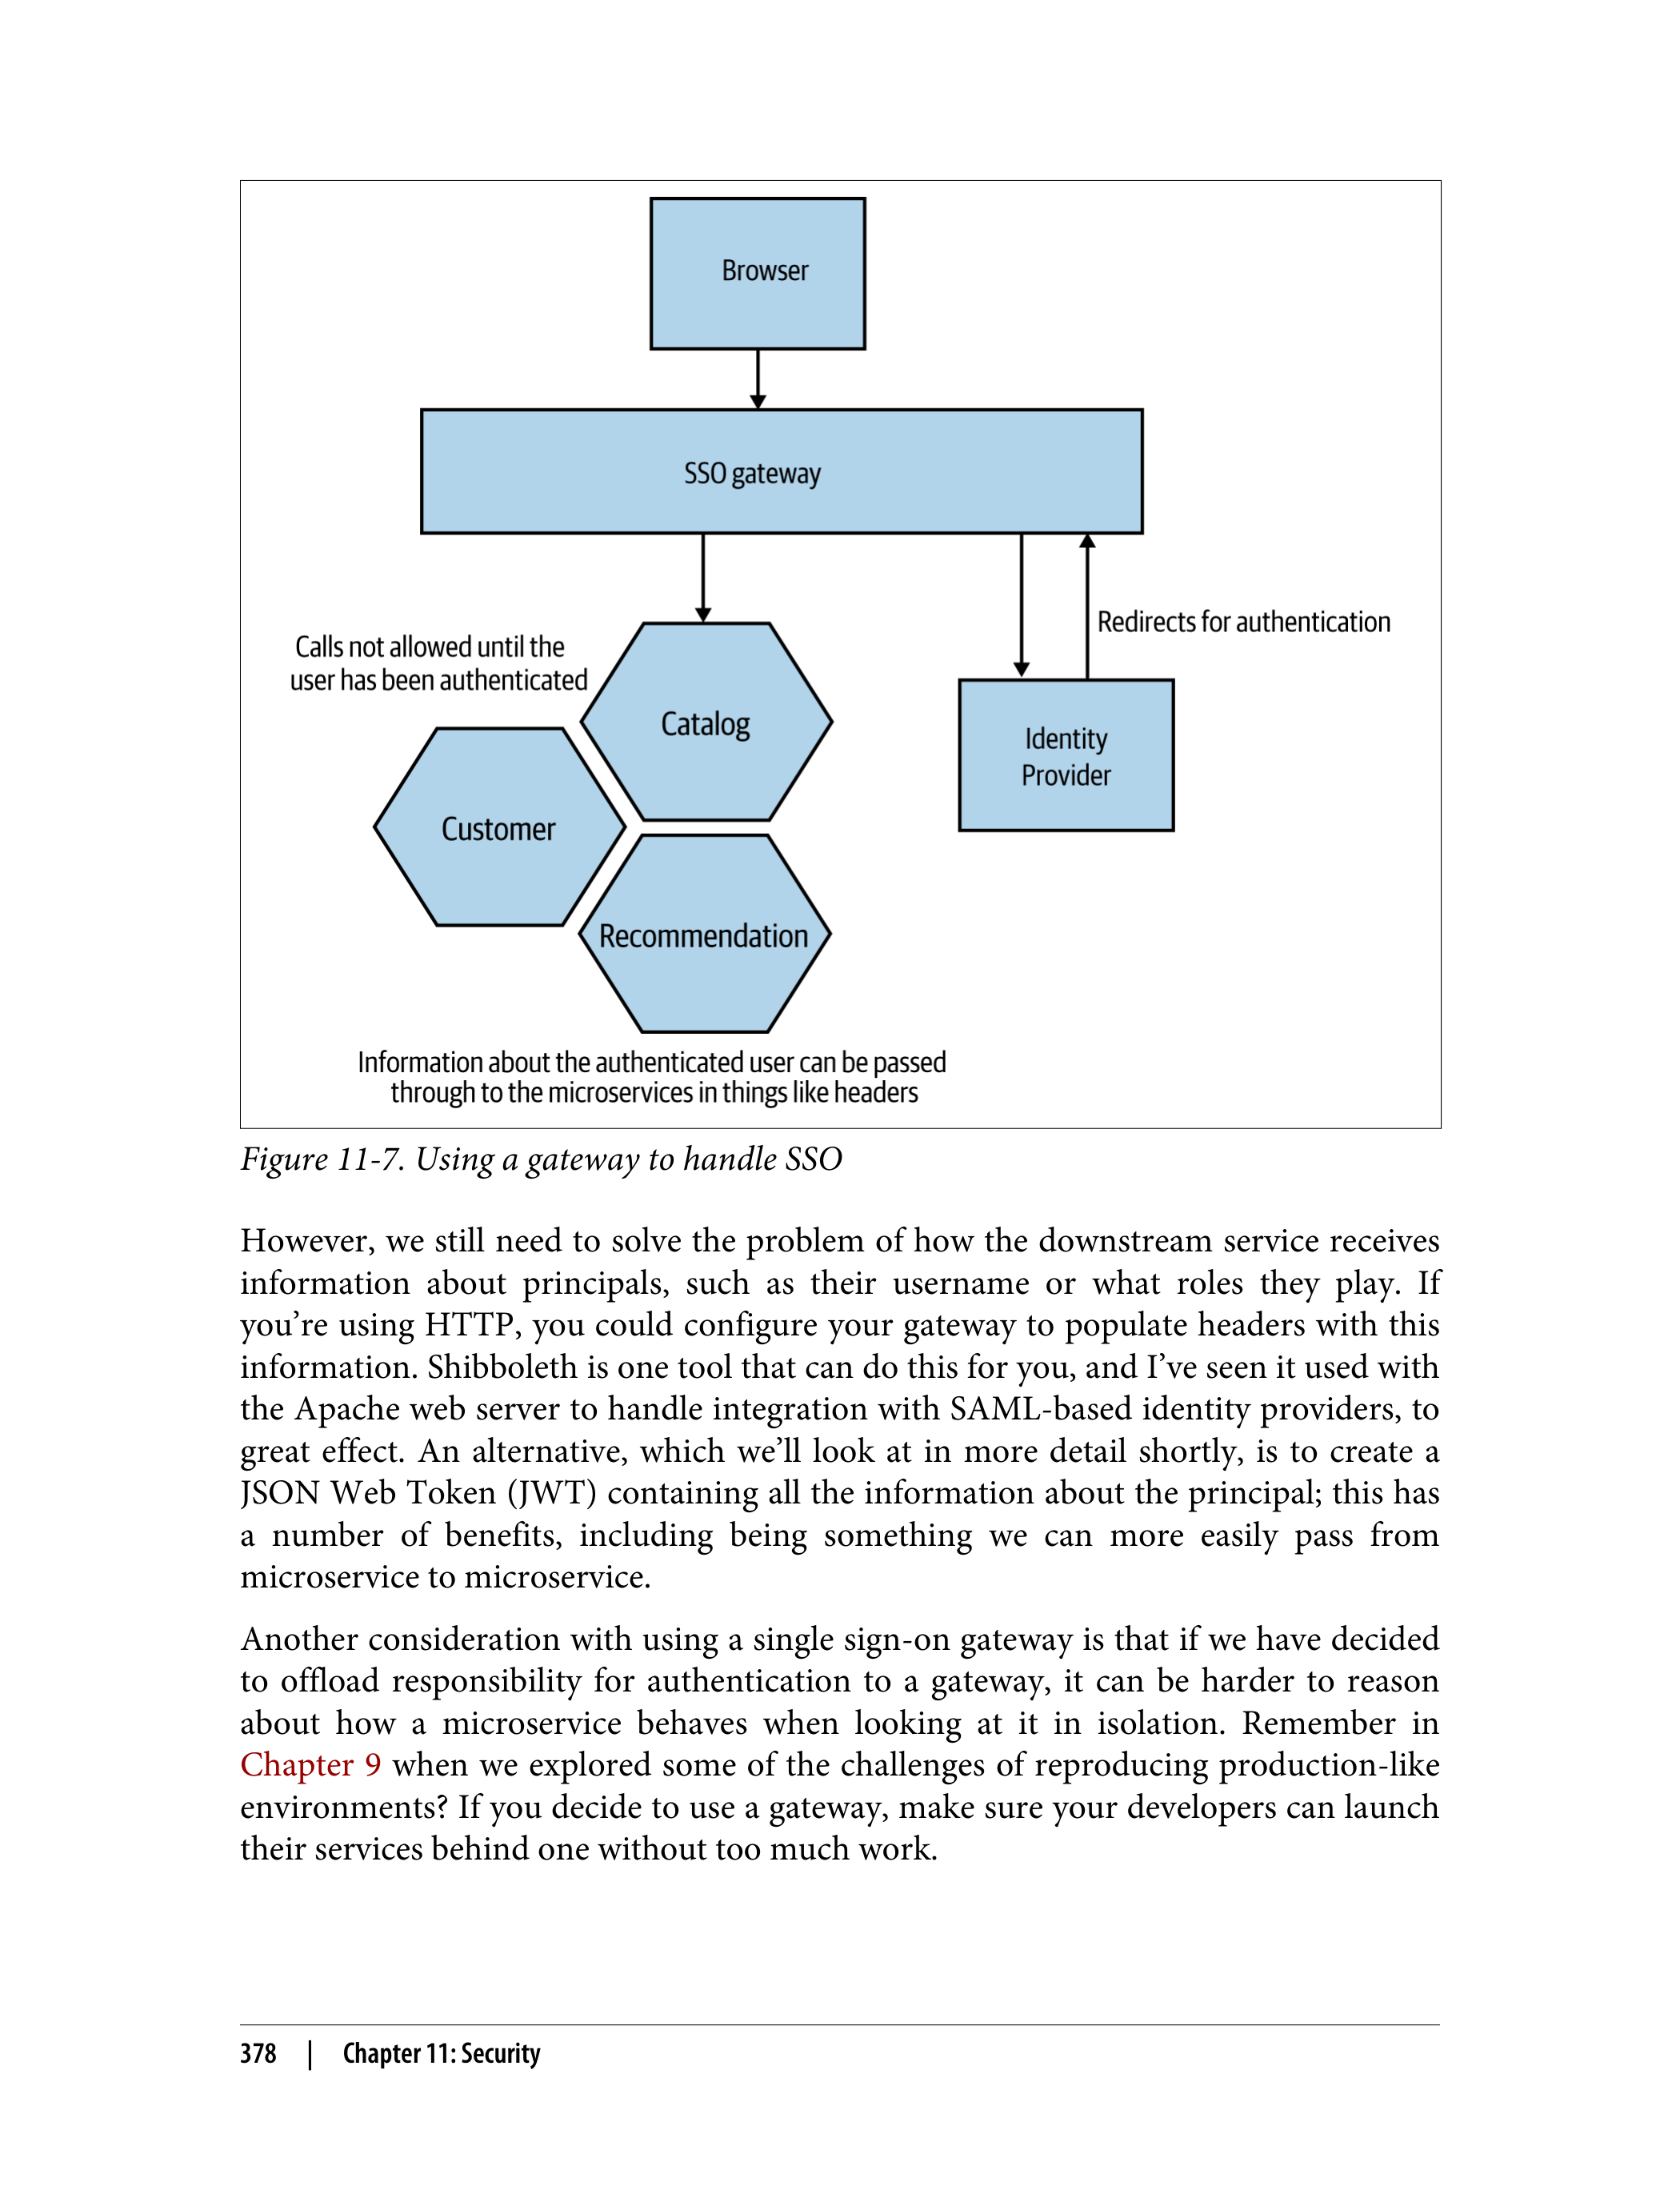 Browser
SSO gateway
Redirects for authentication
Calls not allowed until the
user has been authenticated
Catalog
Identity
Provider
Customer
Recommendation
Information about the authenticated user can be passed
through to the microservices in things like headers
Figure 11-7. Using a gateway to handle SSO
However, we still need to solve the problem of how the downstream service receives
information about principals, such as their username or what roles they play. If
you’re using HTTP, you could configure your gateway to populate headers with this
information. Shibboleth is one tool that can do this for you, and I’ve seen it used with
the Apache web server to handle integration with SAML-based identity providers, to
great effect. An alternative, which we’ll look at in more detail shortly, is to create a
JSON Web Token (JWT) containing all the information about the principal; this has
a number of benefits, including being something we can more easily pass from
microservice to microservice.
Another consideration with using a single sign-on gateway is that if we have decided
to offload responsibility for authentication to a gateway, it can be harder to reason
about how a microservice behaves when looking at it in isolation. Remember in
Chapter 9 when we explored some of the challenges of reproducing production-like
environments? If you decide to use a gateway, make sure your developers can launch
their services behind one without too much work.
378 | Chapter 11: Security